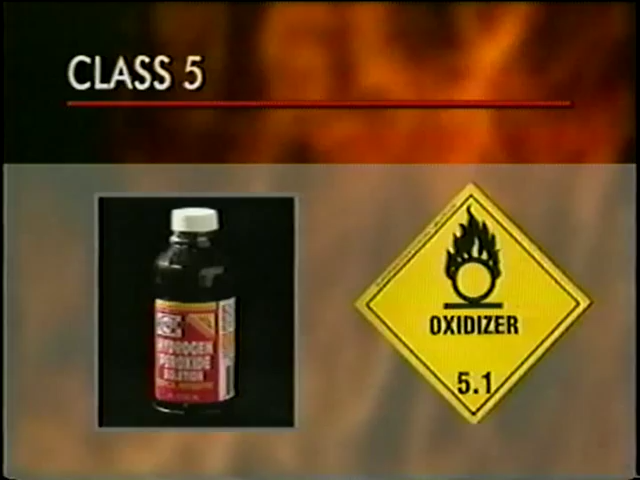 CLASS 5
HYDROGEN
PEROXIDE
SOLUTION
OXIDIZER
5.1